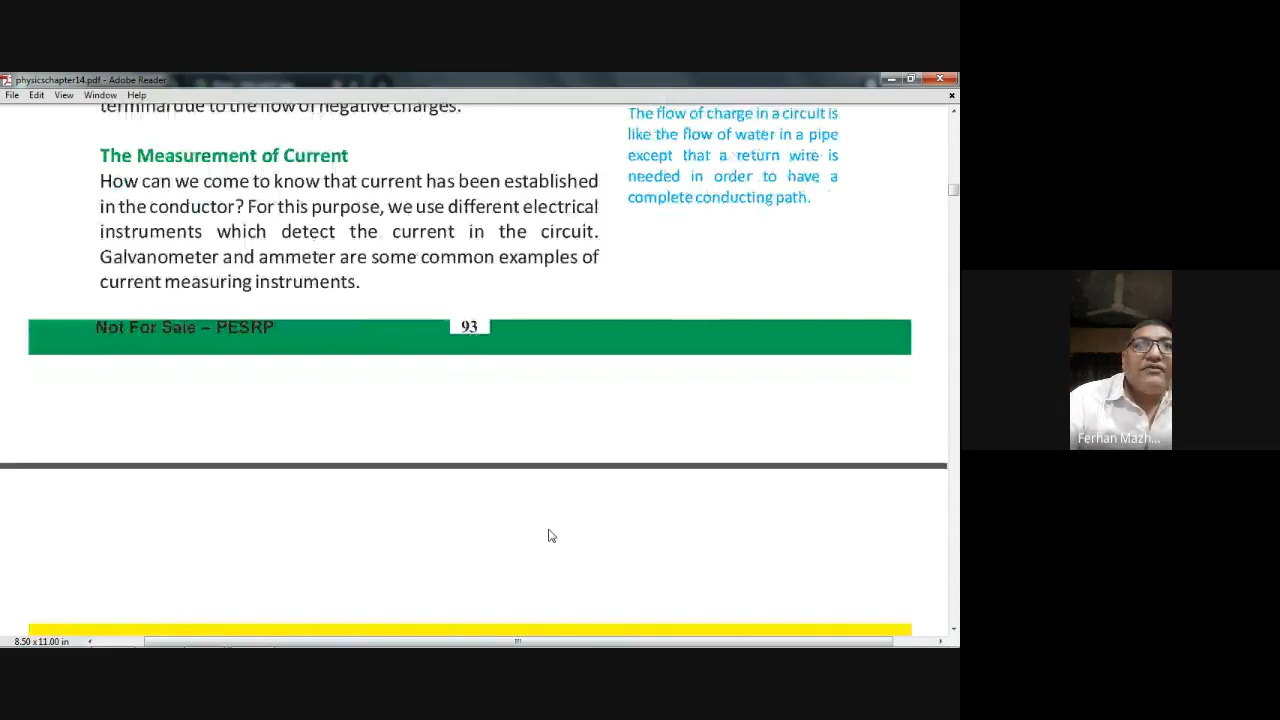 physicschapter14.pdf - Adobe Reader
File Edit View Window Help
terminal due to the flow of negative charges.
The Measurement of Current
How can we come to know that current has been established
in the conductor? For this purpose, we use different electrical
instruments which detect the current in the circuit.
Galvanometer and ammeter are some common examples of
current measuring instruments.
The flow of charge in a circuit is
like the flow of water in a pipe
except that a return wire is
needed in order to have a
complete conducting path.
Not For Sale – PESRP
93
8.50 x 11.00 in
Ferhan Mazh...